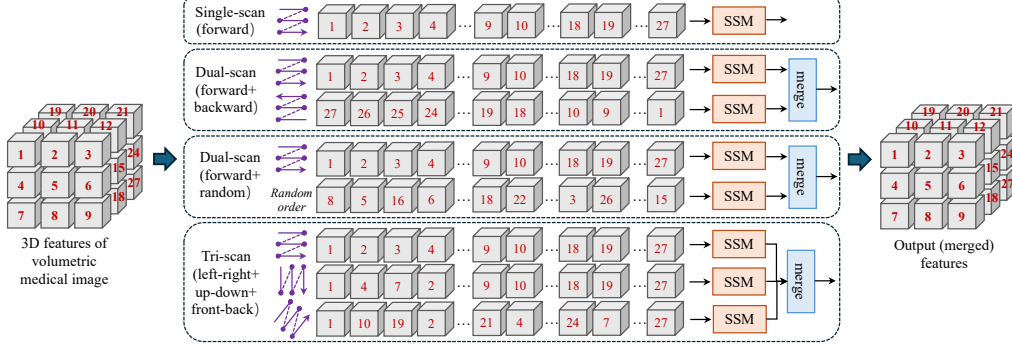 19 20 21
10 11 12
1 2 3 24
15
4 5 6 27
18
7 8 9
3D features of
volumetric
medical image
Single-scan
(forward)
1 2 3 4 ... 9 10 ... 18 19 ... 27
SSM
Dual-scan
(forward+
backward)
1 2 3 4 ... 9 10 ... 18 19 ... 27
SSM
27 26 25 24 ... 19 18 ... 10 9 ... 1
SSM
merge
Dual-scan
(forward+
random)
1 2 3 4 ... 9 10 ... 18 19 ... 27
SSM
Random
order
8 5 16 6 ... 18 22 ... 3 26 ... 15
SSM
merge
Tri-scan
(left-right+
up-down+
front-back)
1 2 3 4 ... 9 10 ... 18 19 ... 27
SSM
1 4 7 2 ... 9 10 ... 18 19 ... 27
SSM
1 10 19 2 ... 21 4 ... 24 7 ... 27
SSM
merge
19 20 21
10 11 12
1 2 3 24
15
4 5 6 27
18
7 8 9
Output (merged)
features